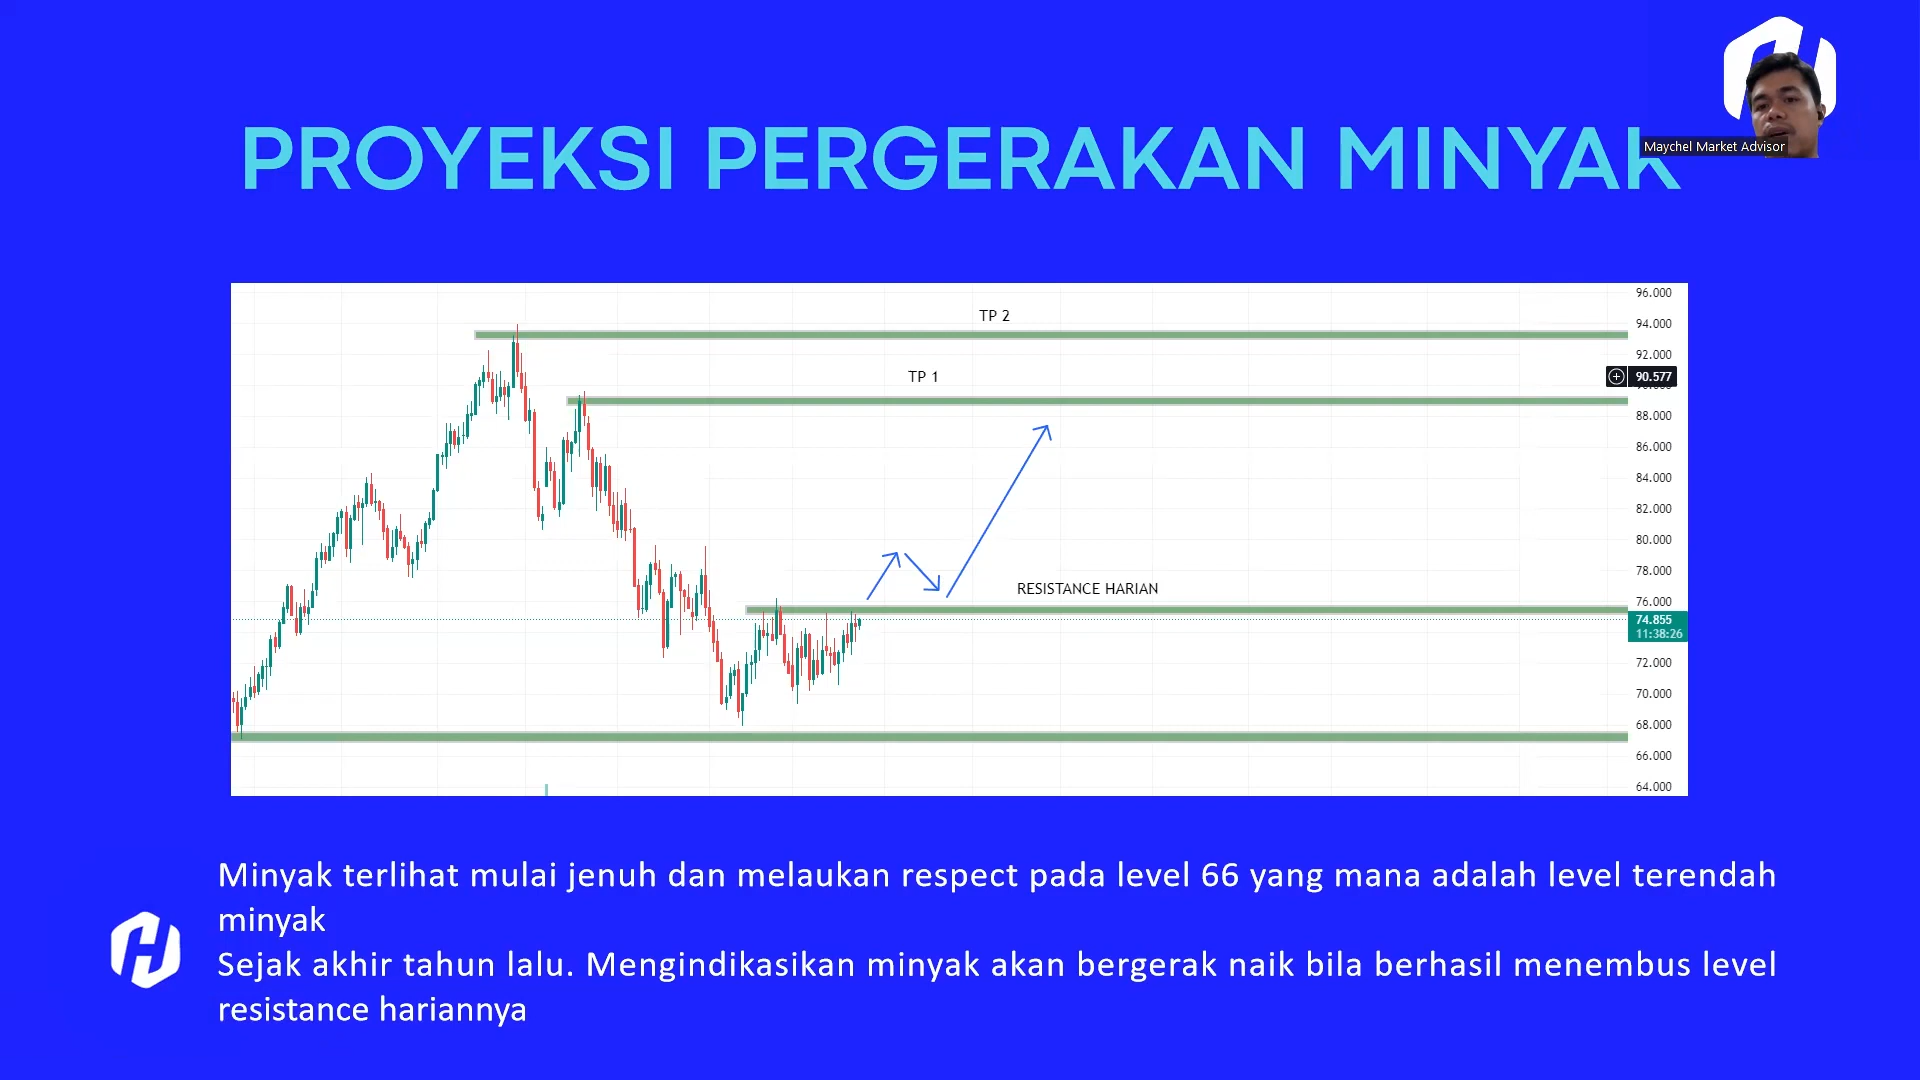 PROYEKSI PERGERAKAN MINYAK
Maychel Market Advisor
96.000
TP 2
94.000
92.000
TP 1
90.577
88.000
86.000
84.000
82.000
80.000
78.000
RESISTANCE HARIAN
76.000
74.855
11:38:26
72.000
70.000
68.000
66.000
64.000
Minyak terlihat mulai jenuh dan melaukan respect pada level 66 yang mana adalah level terendah
minyak
Sejak akhir tahun lalu. Mengindikasikan minyak akan bergerak naik bila berhasil menembus level
resistance hariannya